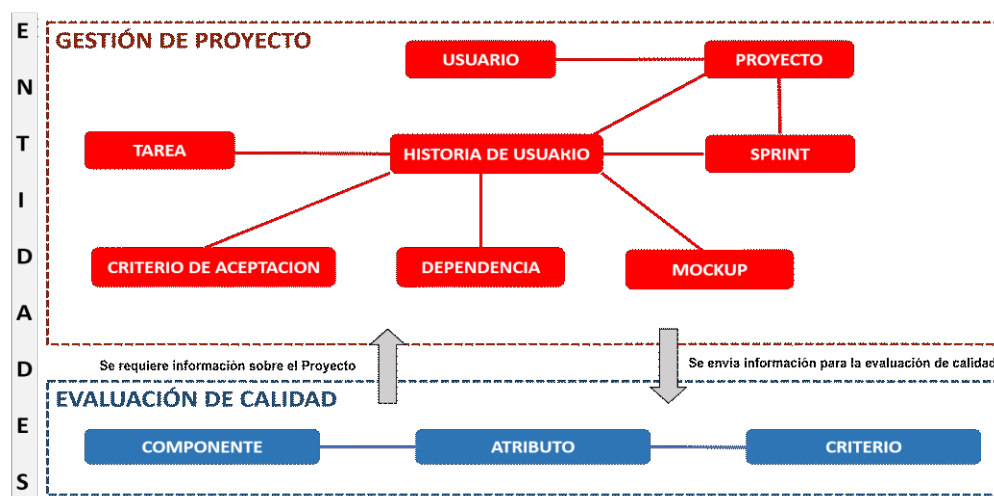 ENTIDADES
GESTIÓN DE PROYECTO
USUARIO
PROYECTO
TAREA
HISTORIA DE USUARIO
SPRINT
CRITERIO DE ACEPTACION
DEPENDENCIA
MOCKUP
Se requiere información sobre el Proyecto
Se envia información para la evaluación de calidad
EVALUACIÓN DE CALIDAD
COMPONENTE
ATRIBUTO
CRITERIO